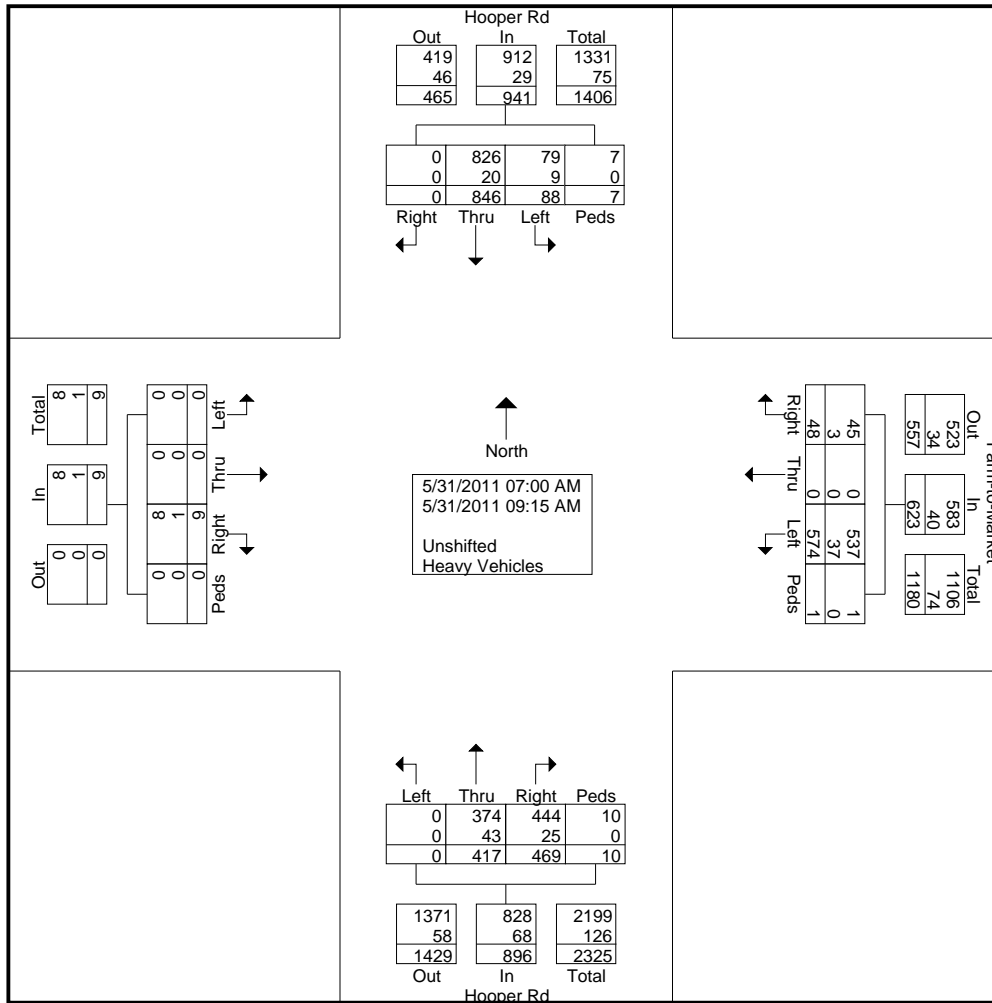 Hooper Rd
Out In Total
419 912 1331
46 29 75
465 941 1406
0 826 79 7
0 20 9 0
0 846 88 7
Right Thru Left Peds
Total
8
1
9
In
8
1
9
Out
0
0
0
Left Thru Right Peds
0 0 8 0
0 0 1 0
0 0 9 0
North
5/31/2011 07:00 AM
5/31/2011 09:15 AM
Unshifted
Heavy Vehicles
Right Thru Left Peds
45 0 537 1
3 0 37 0
48 0 574 1
Farm-to-Market
Out In Total
523 583 1106
34 40 74
557 623 1180
Left Thru Right Peds
0 374 444 10
0 43 25 0
0 417 469 10
1371 828 2199
58 68 126
1429 896 2325
Out In Total
Hooper Rd